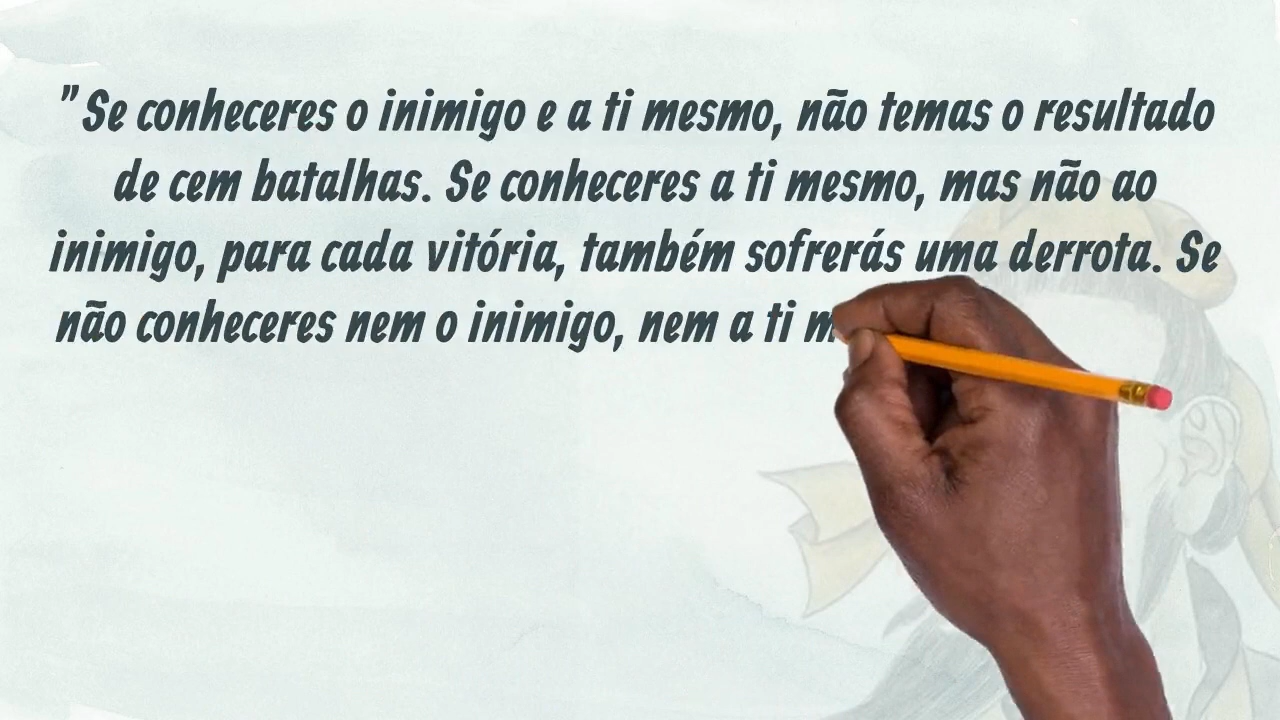 "Se conheceres o inimigo e a ti mesmo, não temas o resultado
de cem batalhas. Se conheceres a ti mesmo, mas não ao
inimigo, para cada vitória, também sofrerás uma derrota. Se
não conheceres nem o inimigo, nem a ti